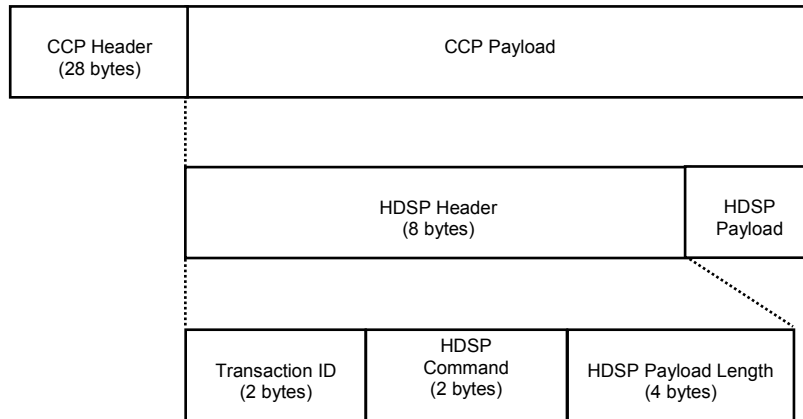 CCP Header
(28 bytes)
CCP Payload
HDSP Header
(8 bytes)
HDSP
Payload
Transaction ID
(2 bytes)
HDSP
Command
(2 bytes)
HDSP Payload Length
(4 bytes)